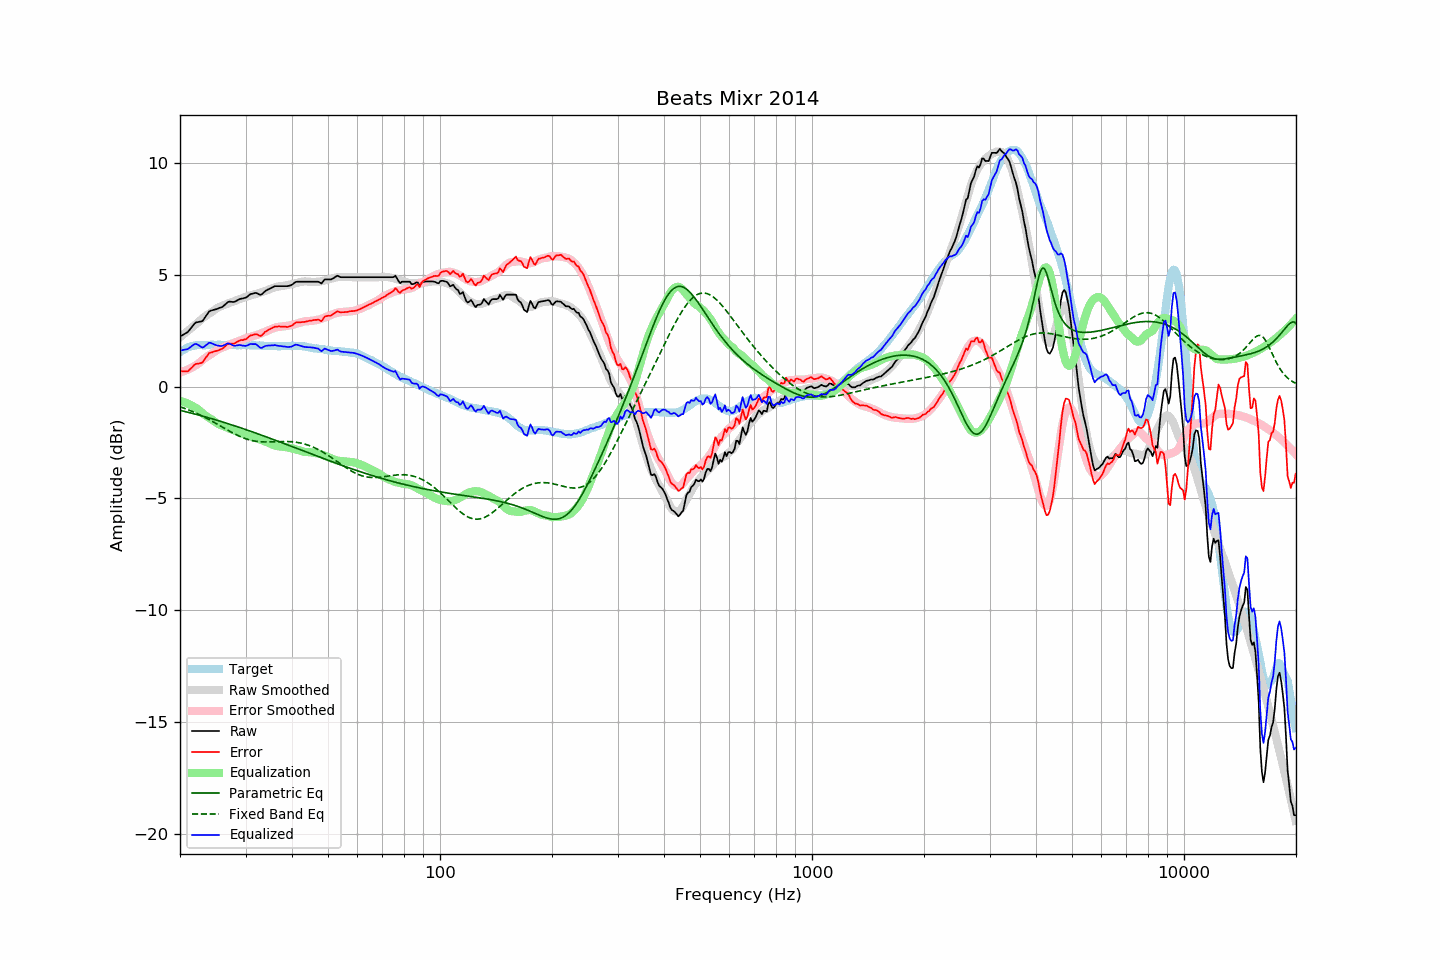 Beats Mixr 2014
Amplitude (dBr)
10
5
0
−5
−10
−15
−20
Target
Raw Smoothed
Error Smoothed
Raw
Error
Equalization
Parametric Eq
Fixed Band Eq
Equalized
100
1000
10000
Frequency (Hz)